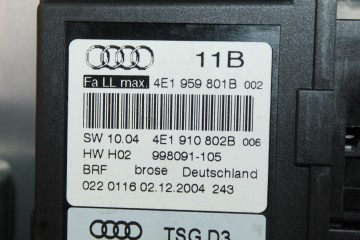 11B
Fa LL max. 4E1 959 801B 002
SW 10.04 4E1 910 802B 006
HW H02 998091-105
BRF brose Deutschland
022 0116 02.12.2004 243
TSG D3